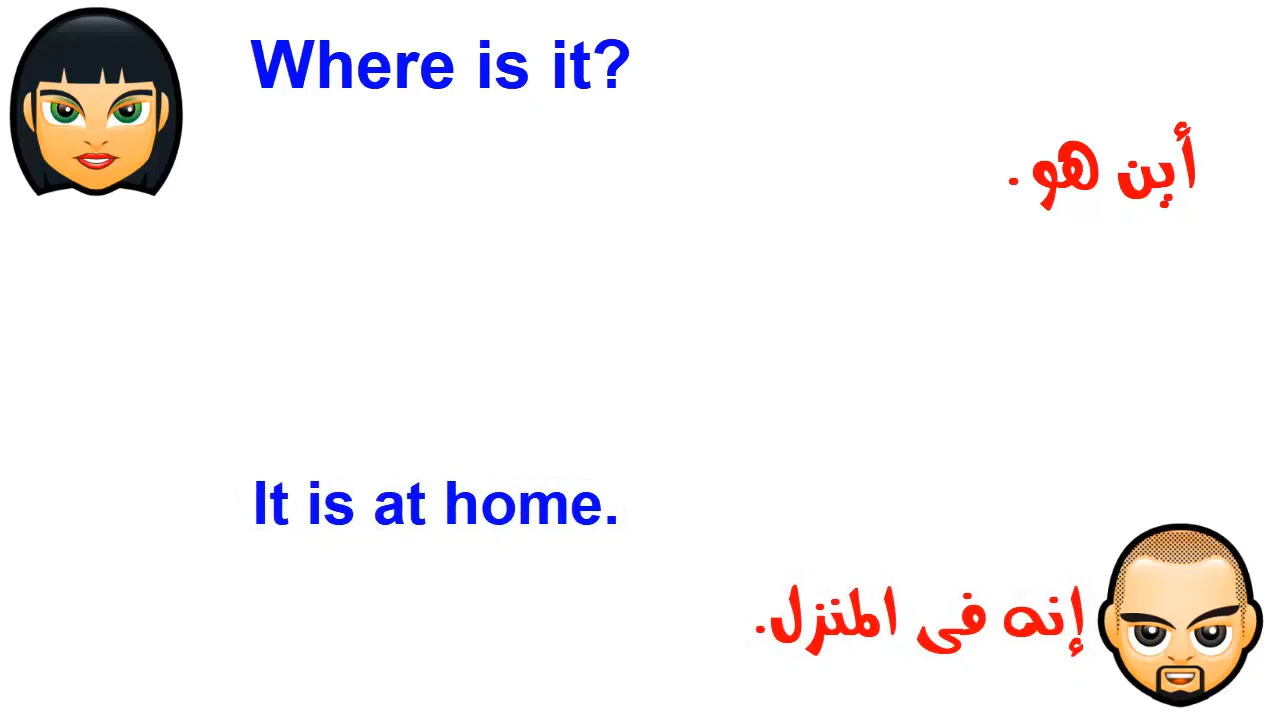 Where is it?
أين هو.
It is at home.
إنه فى المنزل.